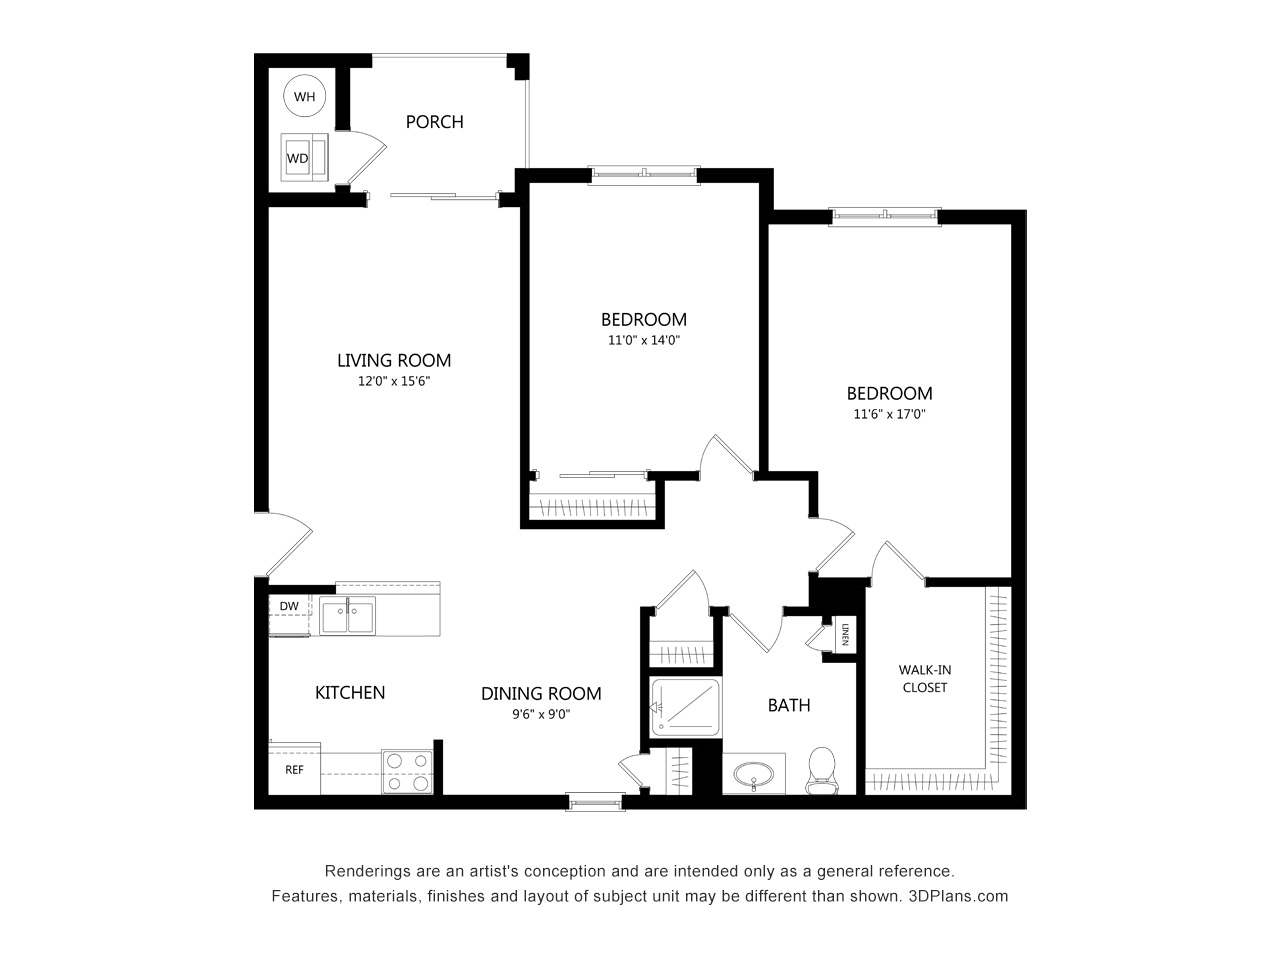 WH
PORCH
WD
BEDROOM
11'0" x 14'0"
LIVING ROOM
12'0" x 15'6"
BEDROOM
11'6" x 17'0"
DW
LINEN
WALK-IN
CLOSET
KITCHEN
DINING ROOM
9'6" x 9'0"
BATH
REF
Renderings are an artist's conception and are intended only as a general reference.
Features, materials, finishes and layout of subject unit may be different than shown. 3DPlans.com